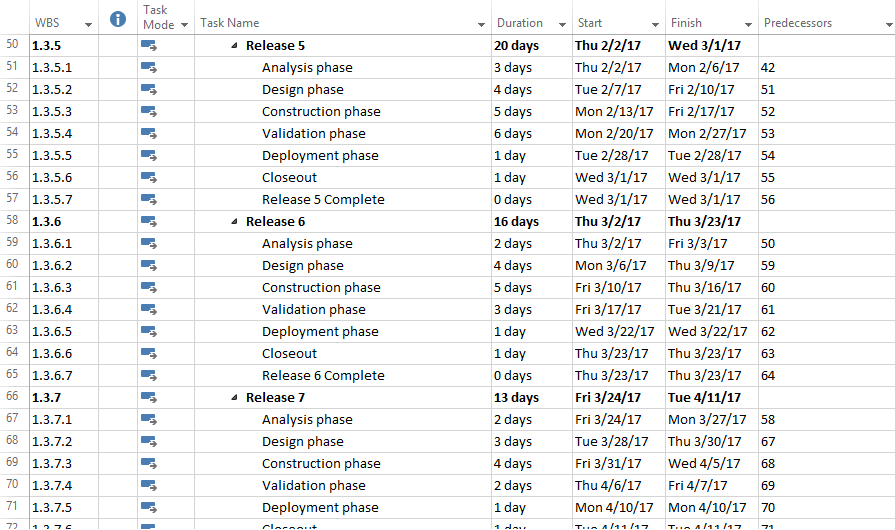 WBS Task Mode Task Name Duration Start Finish Predecessors
50 1.3.5 Release 5 20 days Thu 2/2/17 Wed 3/1/17
51 1.3.5.1 Analysis phase 3 days Thu 2/2/17 Mon 2/6/17 42
52 1.3.5.2 Design phase 4 days Tue 2/7/17 Fri 2/10/17 51
53 1.3.5.3 Construction phase 5 days Mon 2/13/17 Fri 2/17/17 52
54 1.3.5.4 Validation phase 6 days Mon 2/20/17 Mon 2/27/17 53
55 1.3.5.5 Deployment phase 1 day Tue 2/28/17 Tue 2/28/17 54
56 1.3.5.6 Closeout 1 day Wed 3/1/17 Wed 3/1/17 55
57 1.3.5.7 Release 5 Complete 0 days Wed 3/1/17 Wed 3/1/17 56
58 1.3.6 Release 6 16 days Thu 3/2/17 Thu 3/23/17
59 1.3.6.1 Analysis phase 2 days Thu 3/2/17 Fri 3/3/17 50
60 1.3.6.2 Design phase 4 days Mon 3/6/17 Thu 3/9/17 59
61 1.3.6.3 Construction phase 5 days Fri 3/10/17 Thu 3/16/17 60
62 1.3.6.4 Validation phase 3 days Fri 3/17/17 Tue 3/21/17 61
63 1.3.6.5 Deployment phase 1 day Wed 3/22/17 Wed 3/22/17 62
64 1.3.6.6 Closeout 1 day Thu 3/23/17 Thu 3/23/17 63
65 1.3.6.7 Release 6 Complete 0 days Thu 3/23/17 Thu 3/23/17 64
66 1.3.7 Release 7 13 days Fri 3/24/17 Tue 4/11/17
67 1.3.7.1 Analysis phase 2 days Fri 3/24/17 Mon 3/27/17 58
68 1.3.7.2 Design phase 3 days Tue 3/28/17 Thu 3/30/17 67
69 1.3.7.3 Construction phase 4 days Fri 3/31/17 Wed 4/5/17 68
70 1.3.7.4 Validation phase 2 days Thu 4/6/17 Fri 4/7/17 69
71 1.3.7.5 Deployment phase 1 day Mon 4/10/17 Mon 4/10/17 70
72 1.3.7.6 Closeout 1 day Tue 4/11/17 Tue 4/11/17 71